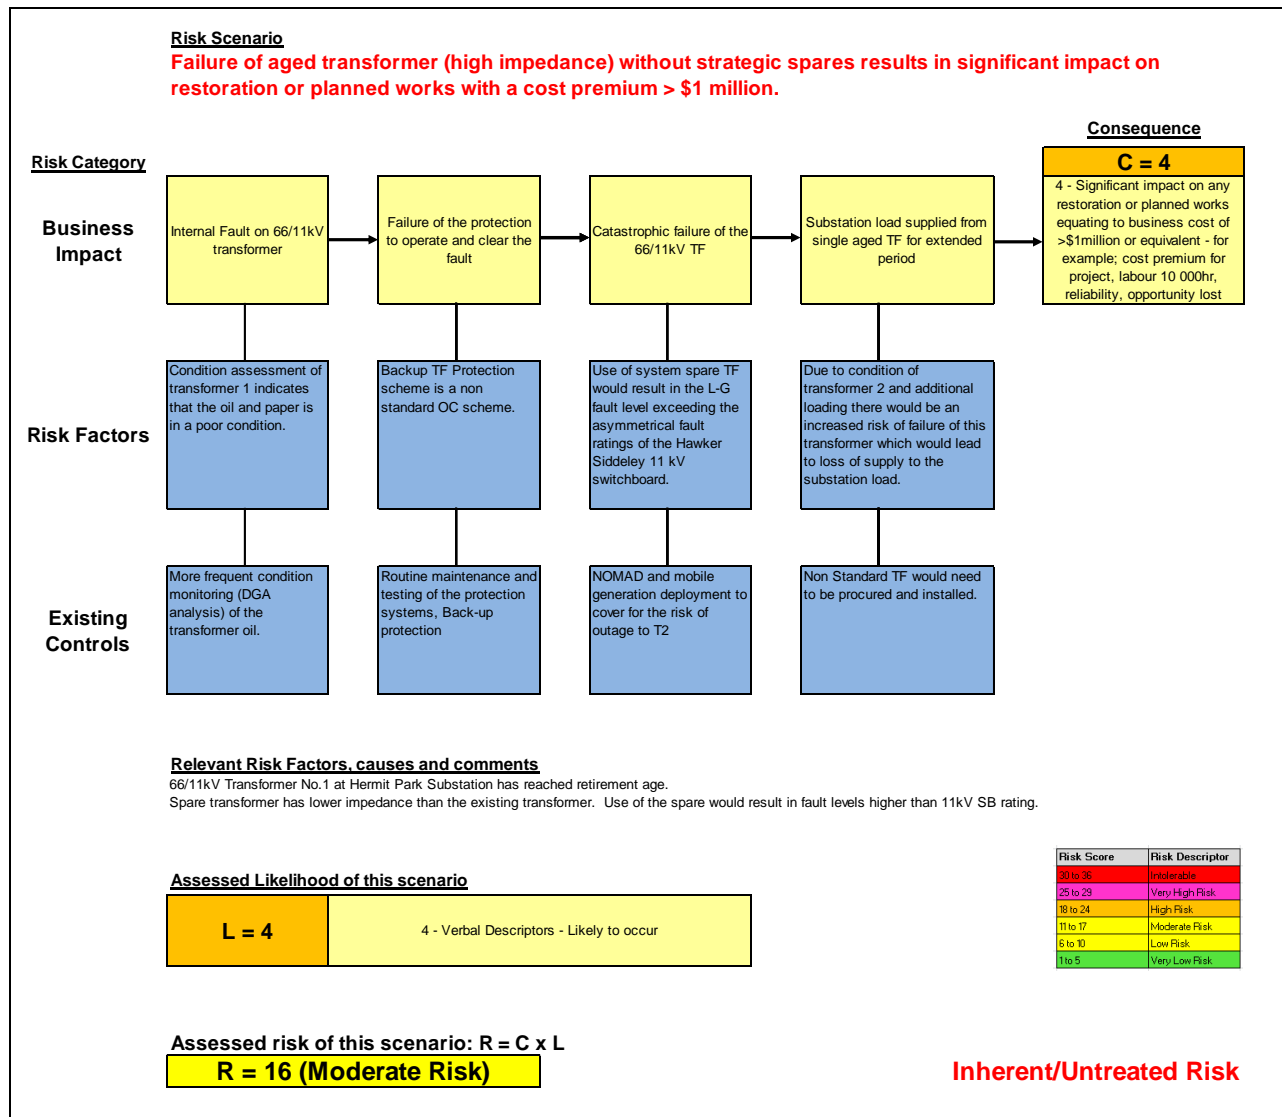 Risk Scenario
Failure of aged transformer (high impedance) without strategic spares results in significant impact on
restoration or planned works with a cost premium > $1 million.
Consequence
Risk Category
C = 4
Business
Impact
Internal Fault on 66/11kV
transformer
Failure of the protection
to operate and clear the
fault
Catastrophic failure of the
66/11kV TF
Substation load supplied from
single aged TF for extended
period
4 - Significant impact on any
restoration or planned works
equating to business cost of
>$1million or equivalent - for
example; cost premium for
project, labour 10 000hr,
reliability, opportunity lost
Risk Factors
Condition assessment of
transformer 1 indicates
that the oil and paper is
in a poor condition.
Backup TF Protection
scheme is a non
standard OC scheme.
Use of system spare TF
would result in the L-G
fault level exceeding the
asymmetrical fault
ratings of the Hawker
Siddeley 11 kV
switchboard.
Due to condition of
transformer 2 and additional
loading there would be an
increased risk of failure of this
transformer which would lead
to loss of supply to the
substation load.
Existing
Controls
More frequent condition
monitoring (DGA
analysis) of the
transformer oil.
Routine maintenance and
testing of the protection
systems, Back-up
protection
NOMAD and mobile
generation deployment to
cover for the risk of
outage to T2
Non Standard TF would need
to be procured and installed.
Relevant Risk Factors, causes and comments
66/11kV Transformer No.1 at Hermit Park Substation has reached retirement age.
Spare transformer has lower impedance than the existing transformer.  Use of the spare would result in fault levels higher than 11kV SB rating.
Risk Score Risk Descriptor
30 to 36 Intolerable
25 to 29 Very High Risk
18 to 24 High Risk
11 to 17 Moderate Risk
6 to 10 Low Risk
1 to 5 Very Low Risk
Assessed Likelihood of this scenario
L = 4
4 - Verbal Descriptors - Likely to occur
Assessed risk of this scenario: R = C x L
R = 16 (Moderate Risk)
Inherent/Untreated Risk